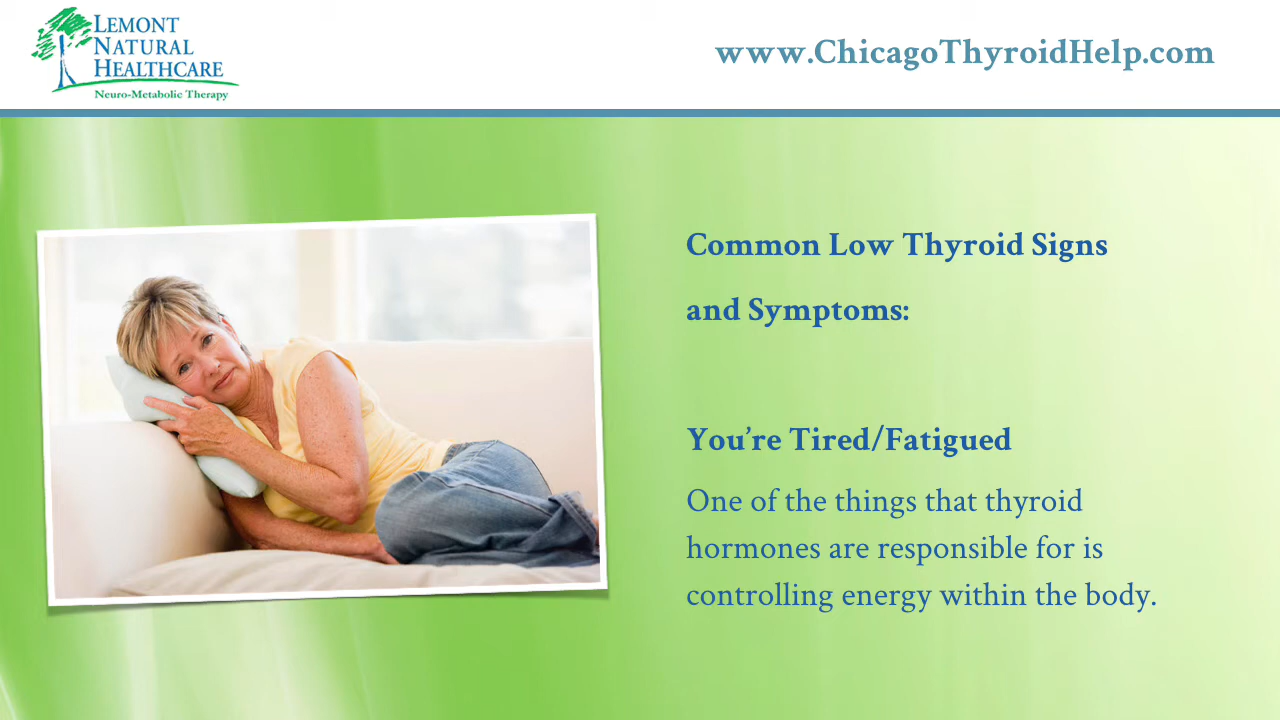 LEMONT
NATURAL
HEALTHCARE
Neuro-Metabolic Therapy
www.ChicagoThyroidHelp.com
Common Low Thyroid Signs
and Symptoms:
You’re Tired/Fatigued
One of the things that thyroid
hormones are responsible for is
controlling energy within the body.